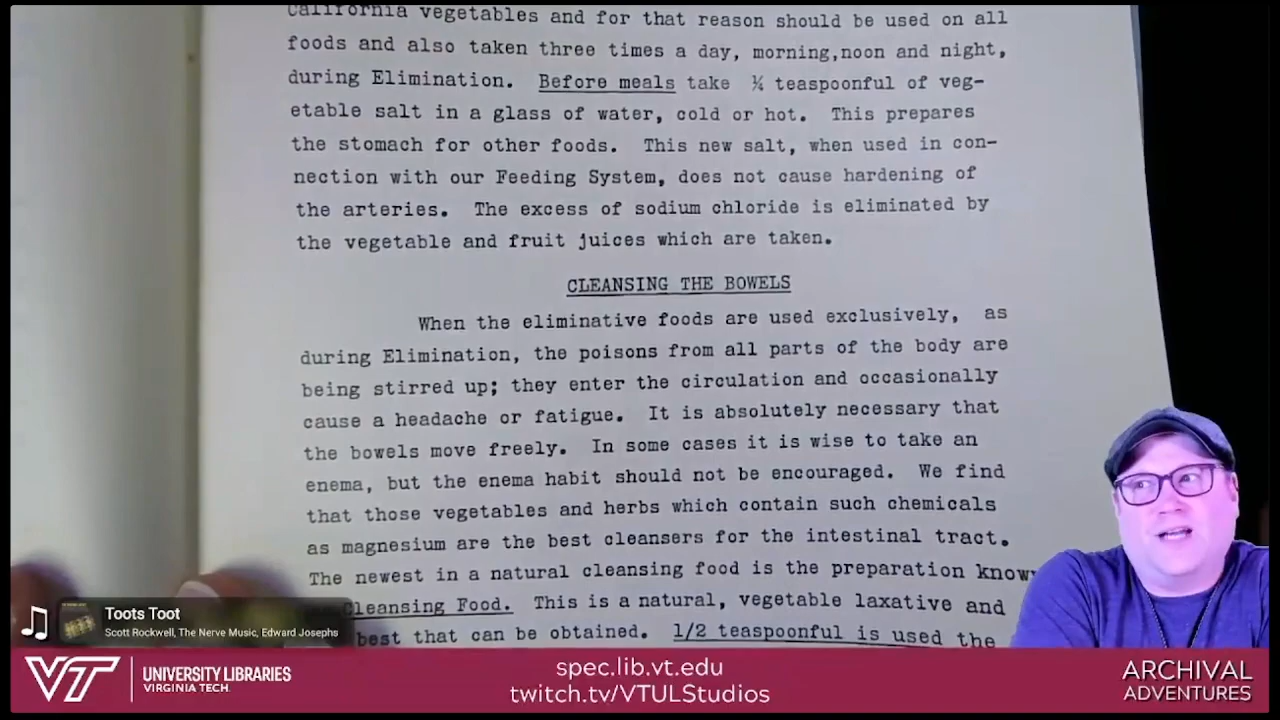 California vegetables and for that reason should be used on all
foods and also taken three times a day, morning,noon and night,
during Elimination. Before meals take ¼ teaspoonful of veg-
etable salt in a glass of water, cold or hot. This prepares
the stomach for other foods. This new salt, when used in con-
nection with our Feeding System, does not cause hardening of
the arteries. The excess of sodium chloride is eliminated by
the vegetable and fruit juices which are taken.
CLEANSING THE BOWELS
When the eliminative foods are used exclusively, as
during Elimination, the poisons from all parts of the body are
being stirred up; they enter the circulation and occasionally
cause a headache or fatigue. It is absolutely necessary that
the bowels move freely. In some cases it is wise to take an
enema, but the enema habit should not be encouraged. We find
that those vegetables and herbs which contain such chemicals
as magnesium are the best cleansers for the intestinal tract.
The newest in a natural cleansing food is the preparation know
Cleansing Food. This is a natural, vegetable laxative and
best that can be obtained. 1/2 teaspoonful is used the
Toots Toot
Scott Rockwell, The Nerve Music, Edward Josephs
VT
UNIVERSITY LIBRARIES
VIRGINIA TECH
spec.lib.vt.edu
twitch.tv/VTULStudios
ARCHIVAL
ADVENTURES